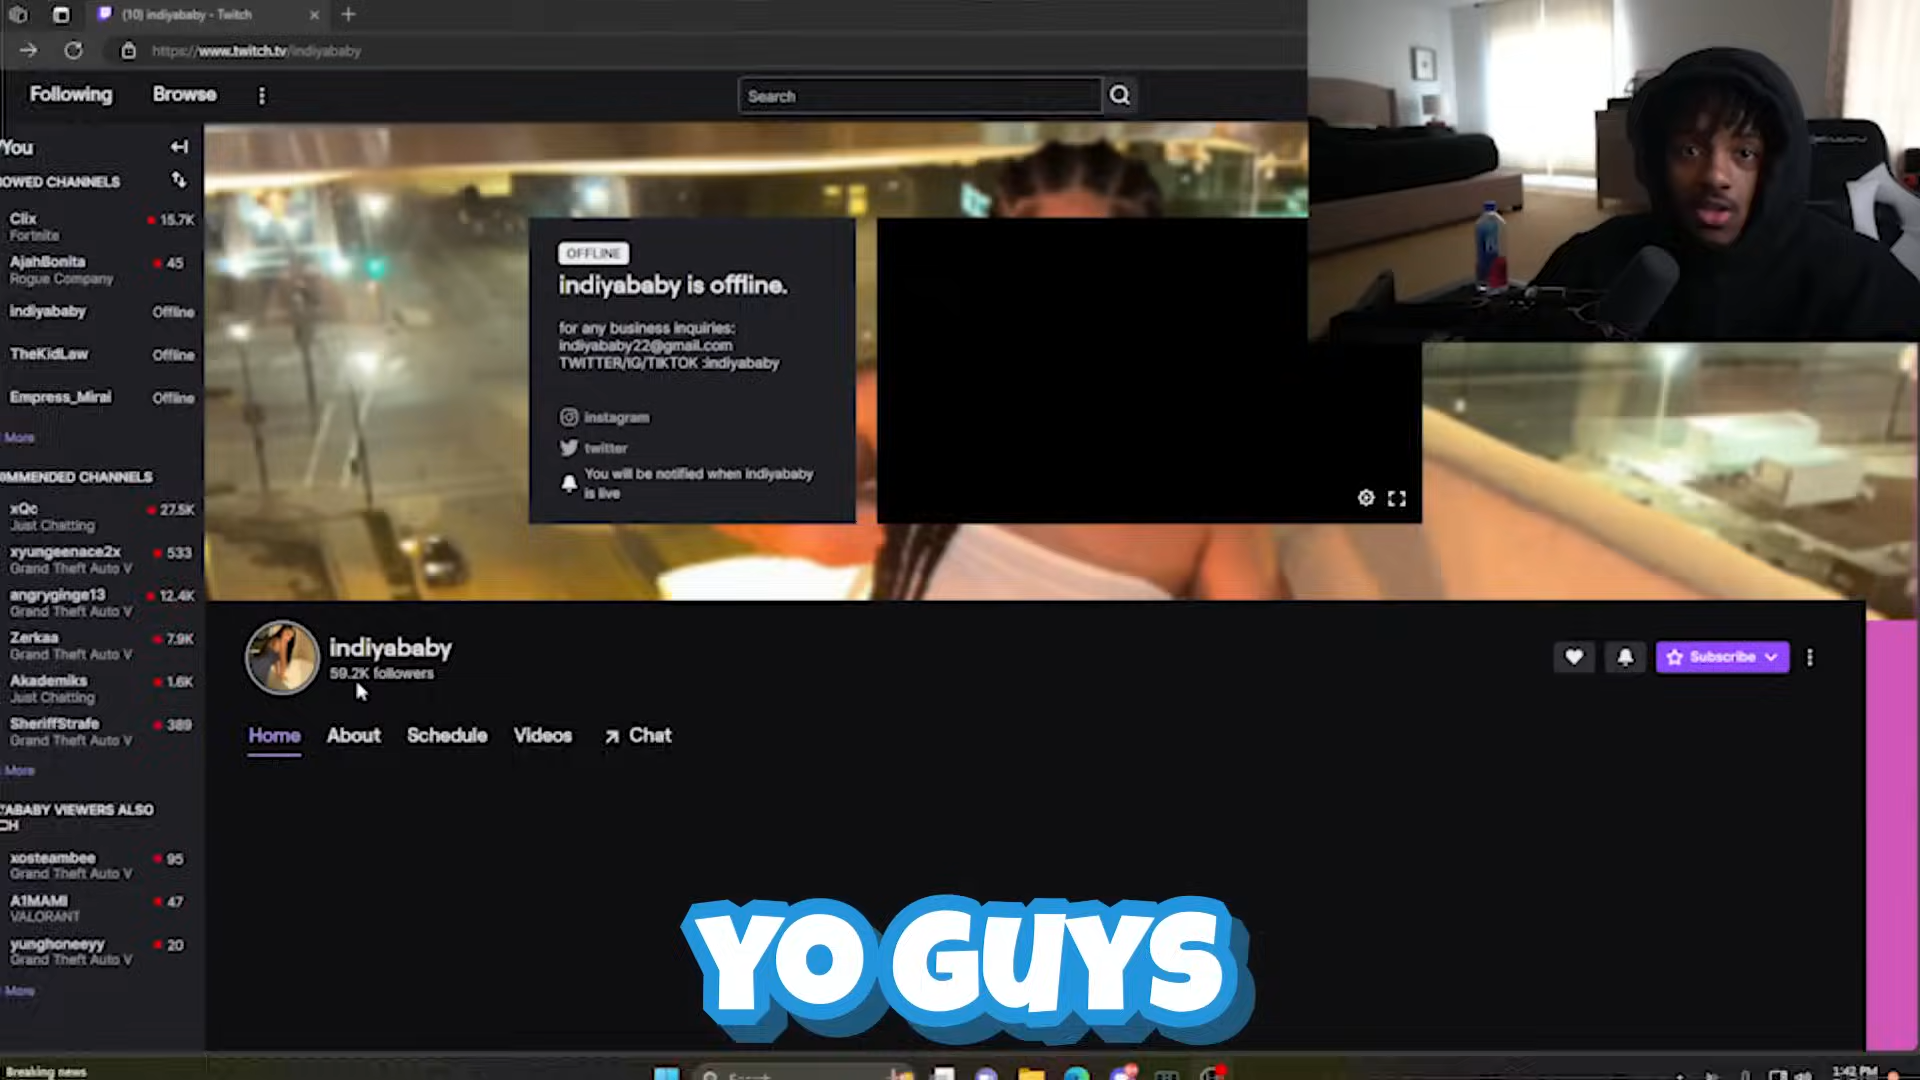 (10) indiyababy - Twitch
https://www.twitch.tv/indiyababy
Following
Browse
Search
You
OWED CHANNELS
Clix
15.7K
Fortnite
AjahBonita
45
Rogue Company
indiyababy
Offline
TheKidLaw
Offline
Empress_Mirai
Offline
More
OMMENDED CHANNELS
xQc
27.5K
Just Chatting
xyungeenace2x
533
Grand Theft Auto V
angryginge13
12.4K
Grand Theft Auto V
Zerkaa
7.9K
Grand Theft Auto V
Akademiks
1.6K
Just Chatting
SheriffStrafe
389
Grand Theft Auto V
More
YABABY VIEWERS ALSO
CH
xosteambee
95
Grand Theft Auto V
A1MAMI
47
VALORANT
yunghoneeyy
20
Grand Theft Auto V
More
OFFLINE
indiyababy is offline.
for any business inquiries:
indiyababy22@gmail.com
TWITTER/IG/TIKTOK :indiyababy
instagram
twitter
You will be notified when indiyababy
is live
indiyababy
59.2K followers
Subscribe
Home
About
Schedule
Videos
Chat
YO GUYS
Breaking news
1:42 PM